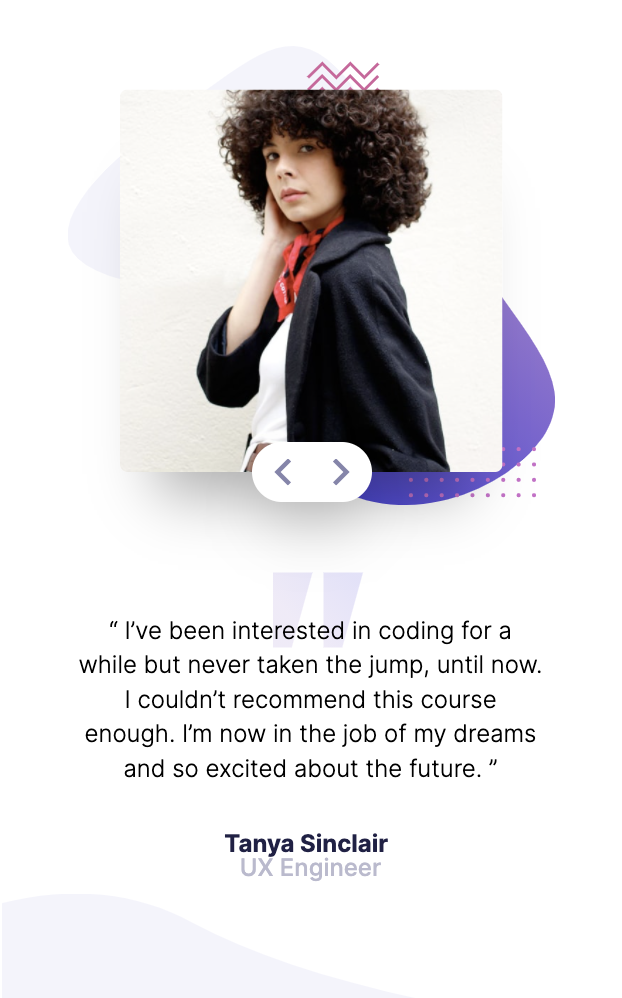 “ I’ve been interested in coding for a
while but never taken the jump, until now.
I couldn’t recommend this course
enough. I’m now in the job of my dreams
and so excited about the future. ”
Tanya Sinclair
UX Engineer